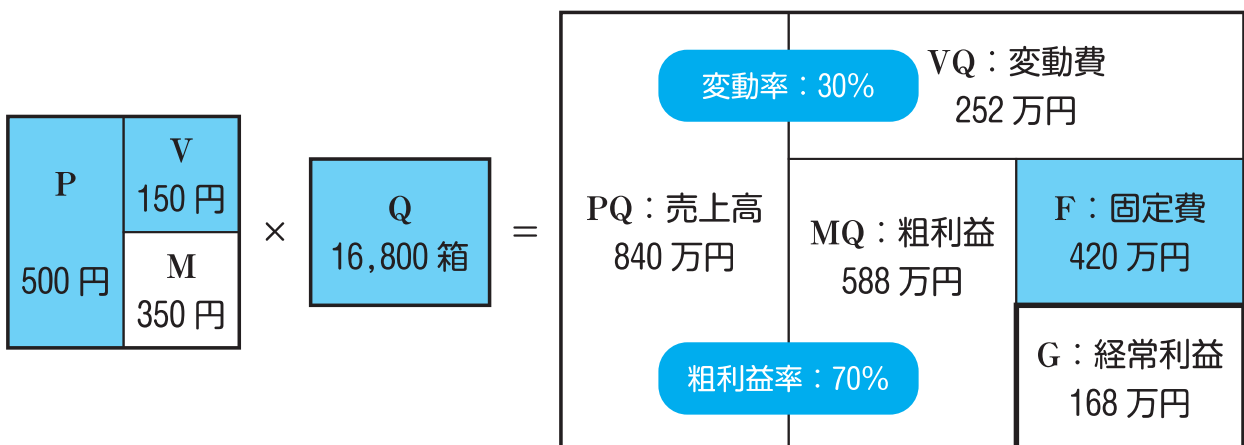 P
500 円
V
150 円
M
350 円
×
Q
16,800 箱
=
PQ:売上高
840 万円
変動率:30%
VQ:変動費
252 万円
MQ:粗利益
588 万円
粗利益率:70%
F:固定費
420 万円
G:経常利益
168 万円